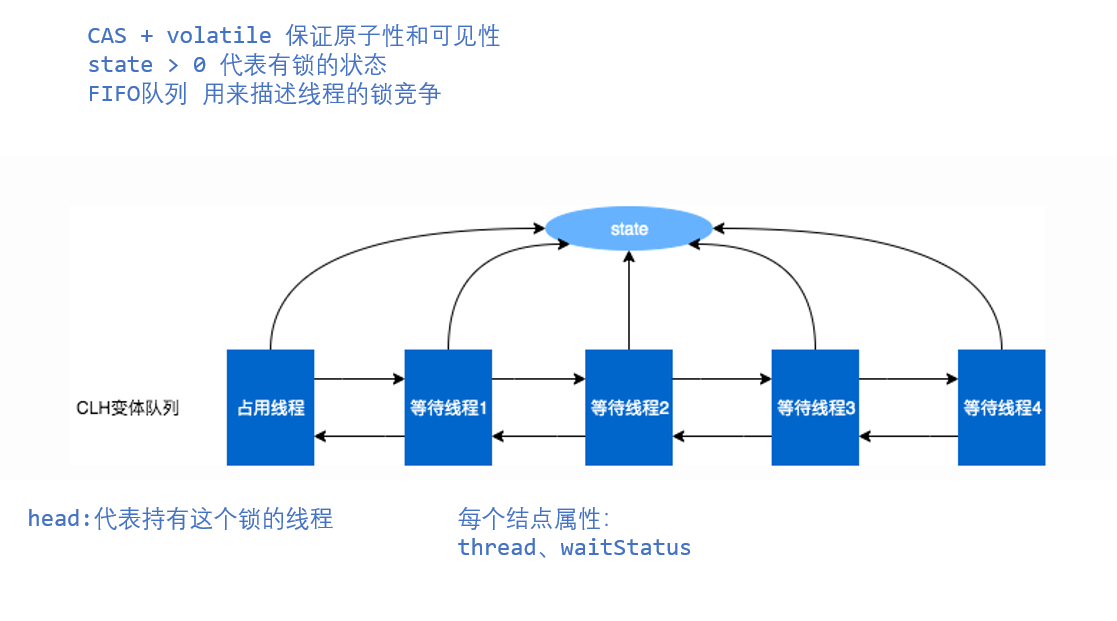 CAS + volatile 保证原子性和可见性
state > 0 代表有锁的状态
FIFO队列 用来描述线程的锁竞争
state
CLH变体队列
占用线程
等待线程1
等待线程2
等待线程3
等待线程4
head:代表持有这个锁的线程
每个结点属:
thread、waitStatus